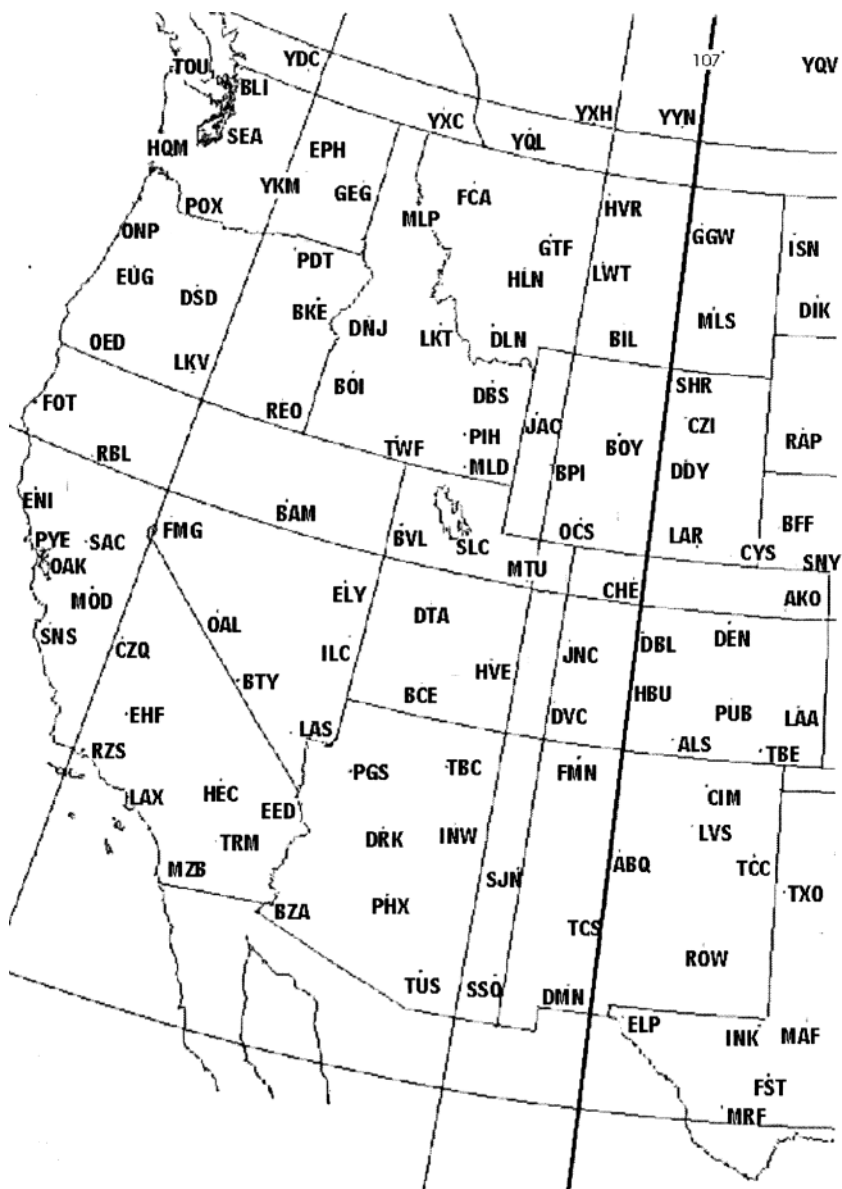 107
YQV
YDC
TOU
BLI
YXC
YXH
YYN
YQL
SEA
HQM
EPH
YKM
GEG
FCA
MLP
HVR
POX
ONP
GGW
ISN
GTF
PDT
EUG
HLN
LWT
DSD
BKE
DNJ
DIK
MLS
OED
LKT
DLN
BIL
LKV
BOI
SHR
DBS
FOT
REO
JAC
CZI
PIH
BOY
RAP
TWF
RBL
MLD
BPI
DDY
ENI
BAM
FMG
BFF
OCS
LAR
PYE
SAC
BVL
SLC
CYS
OAK
SNY
MTU
CHE
MOD
ELY
AKO
DTA
OAL
SNS
CZQ
DBL
DEN
ILC
JNC
HVE
BTY
BCE
HBU
EHF
DVC
PUB
LAA
LAS
RZS
ALS
TBE
PGS
TBC
FMN
LAX
HEC
CIM
EED
DRK
INW
LVS
TRM
ABQ
TCC
MZB
SJN
TXO
BZA
PHX
TCS
ROW
TUS
SSO
DMN
ELP
INK
MAF
FST
MRF